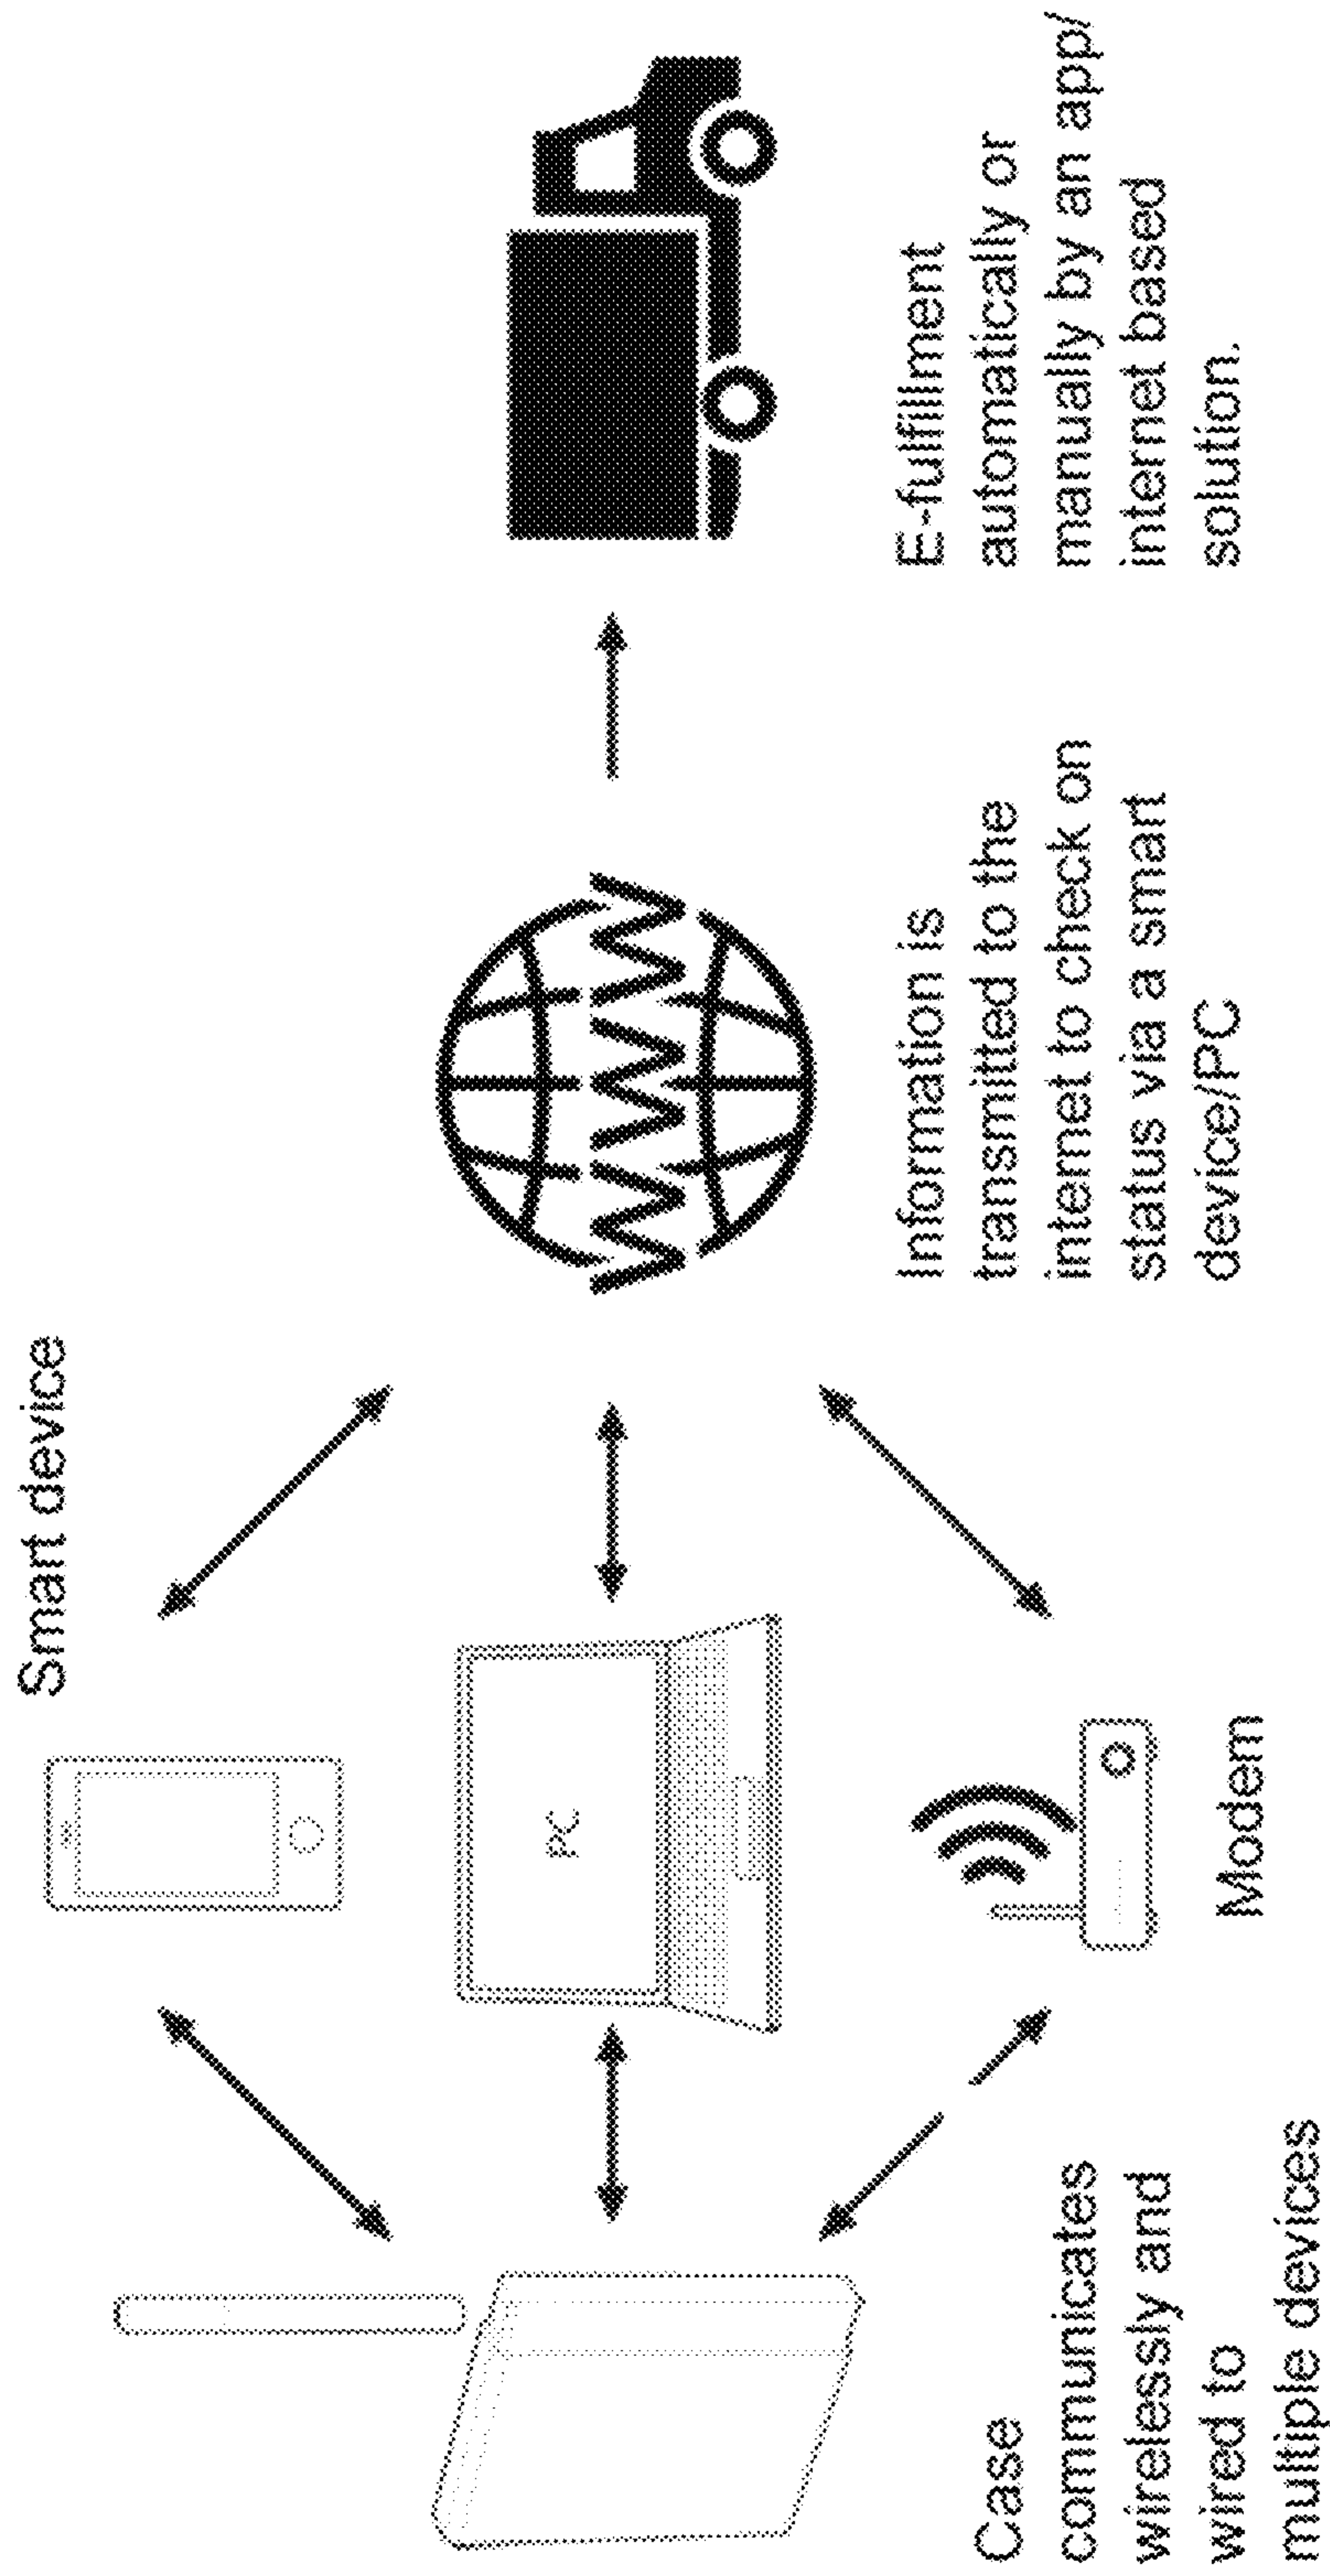 Smart device
PC
Modem
Case
communicates
wirelessly and
wired to
multiple devices
WWW
Information is
transmitted to the
internet to check on
status via a smart
device/PC
E-fulfillment
automatically or
manually by an app/
internet based
solution.